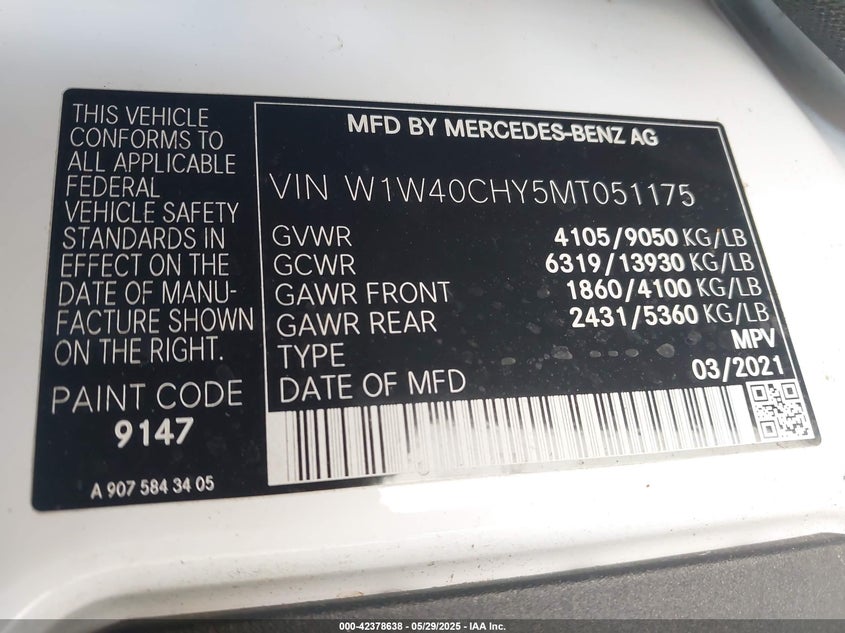 THIS VEHICLE
CONFORMS TO
ALL APPLICABLE
FEDERAL
VEHICLE SAFETY
STANDARDS IN
EFFECT ON THE
DATE OF MANU-
FACTURE SHOWN
ON THE RIGHT.
PAINT CODE
9147
A 907 584 34 05
MFD BY MERCEDES-BENZ AG
VIN W1W40CHY5MT051175
GVWR 4105/9050 KG/LB
GCWR 6319/13930 KG/LB
GAWR FRONT 1860/4100 KG/LB
GAWR REAR 2431/5360 KG/LB
TYPE MPV
DATE OF MFD 03/2021
000-42378638 - 05/29/2025 - IAA Inc.